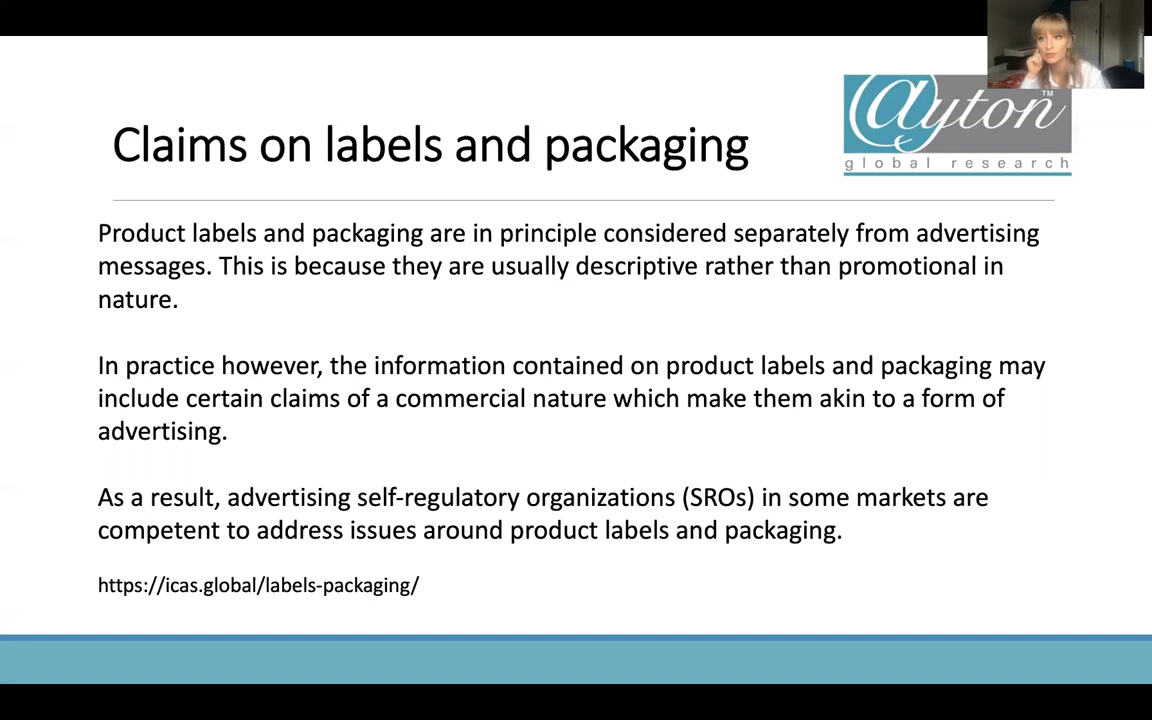 Claims on labels and packaging
@yton™
global research
Product labels and packaging are in principle considered separately from advertising
messages. This is because they are usually descriptive rather than promotional in
nature.
In practice however, the information contained on product labels and packaging may
include certain claims of a commercial nature which make them akin to a form of
advertising.
As a result, advertising self-regulatory organizations (SROs) in some markets are
competent to address issues around product labels and packaging.
https://icas.global/labels-packaging/